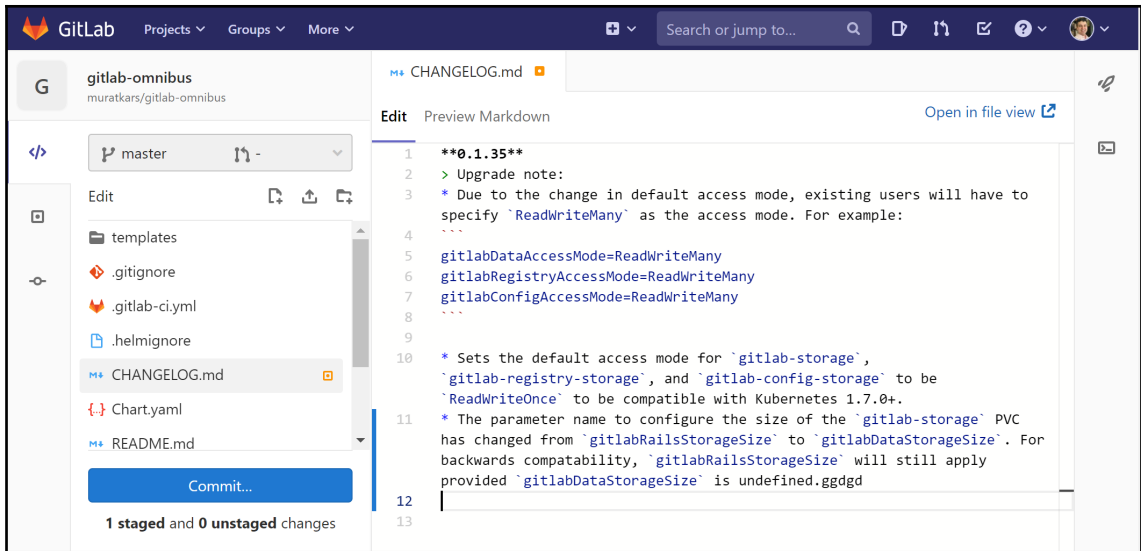 GitLab Projects Groups More Search or jump to...
G
gitlab-omnibus
muratkars/gitlab-omnibus
master -
Edit
templates
.gitignore
.gitlab-ci.yml
.helmignore
M+ CHANGELOG.md
{..} Chart.yaml
M+ README.md
Commit...
1 staged and 0 unstaged changes
M+ CHANGELOG.md
Edit Preview Markdown Open in file view
1 **0.1.35**
2 > Upgrade note:
3 * Due to the change in default access mode, existing users will have to
specify `ReadWriteMany` as the access mode. For example:
4 ```
5 gitlabDataAccessMode=ReadWriteMany
6 gitlabRegistryAccessMode=ReadWriteMany
7 gitlabConfigAccessMode=ReadWriteMany
8 ```
9
10 * Sets the default access mode for `gitlab-storage`,
`gitlab-registry-storage`, and `gitlab-config-storage` to be
`ReadWriteOnce` to be compatible with Kubernetes 1.7.0+.
11 * The parameter name to configure the size of the `gitlab-storage` PVC
has changed from `gitlabRailsStorageSize` to `gitlabDataStorageSize`. For
backwards compatability, `gitlabRailsStorageSize` will still apply
provided `gitlabDataStorageSize` is undefined.ggdgd
12
13